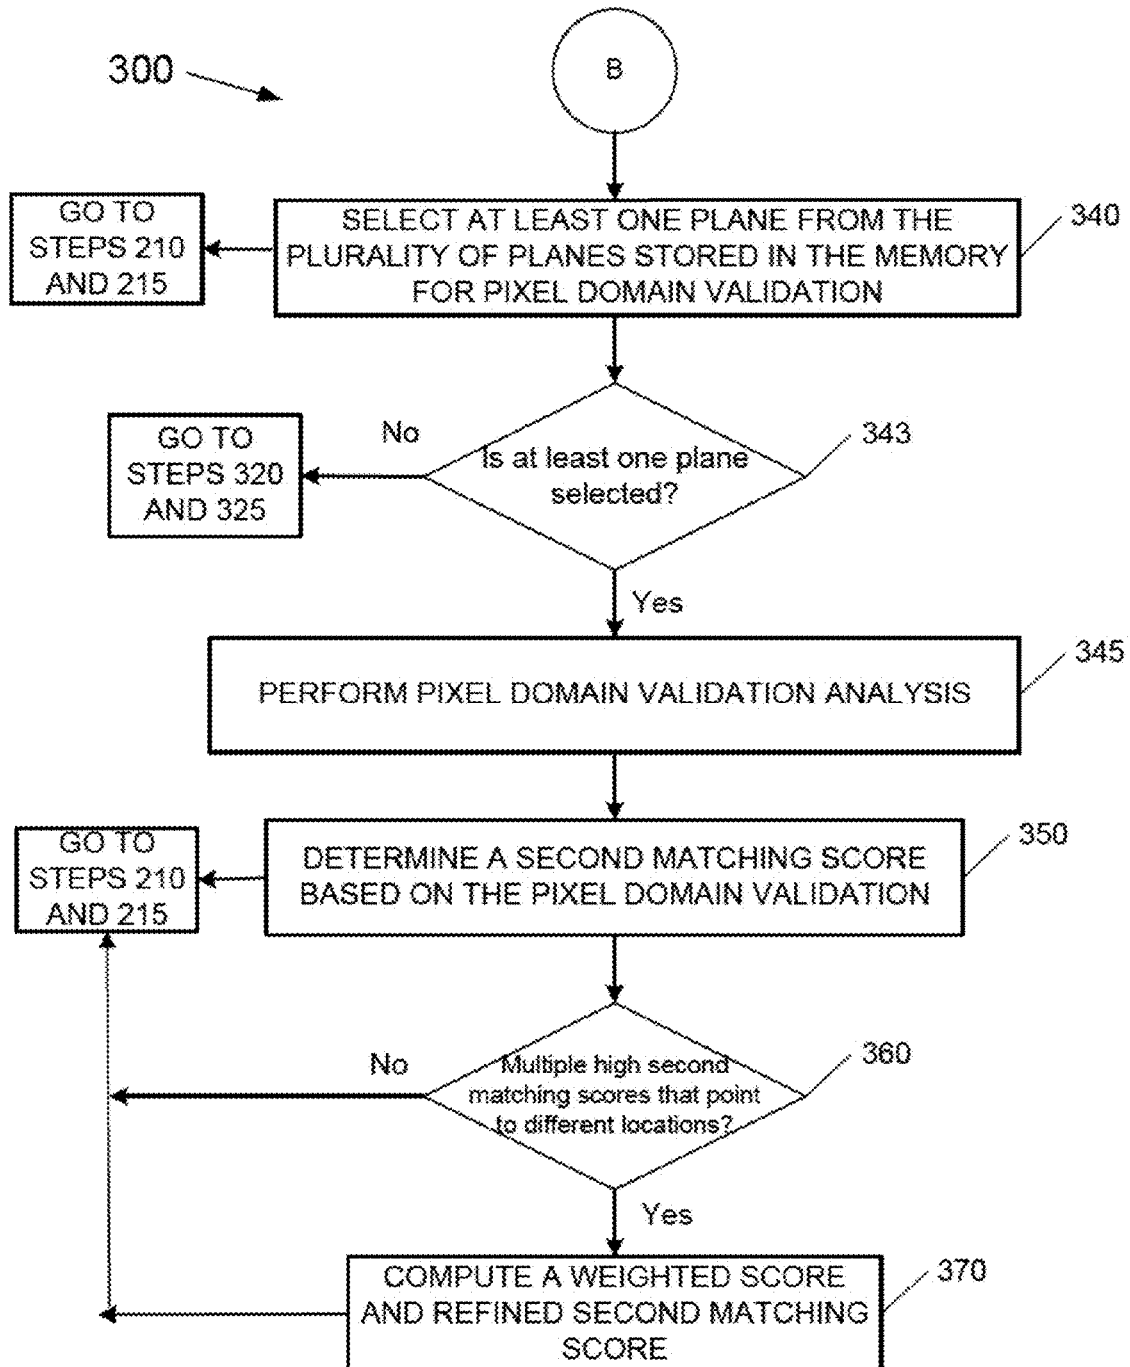 300
B
GO TO
STEPS 210
AND 215
SELECT AT LEAST ONE PLANE FROM THE
PLURALITY OF PLANES STORED IN THE MEMORY
FOR PIXEL DOMAIN VALIDATION
340
GO TO
STEPS 320
AND 325
No
Is at least one plane
selected?
343
Yes
PERFORM PIXEL DOMAIN VALIDATION ANALYSIS
345
GO TO
STEPS 210
AND 215
DETERMINE A SECOND MATCHING SCORE
BASED ON THE PIXEL DOMAIN VALIDATION
350
No
Multiple high second
matching scores that point
to different locations?
360
Yes
COMPUTE A WEIGHTED SCORE
AND REFINED SECOND MATCHING
SCORE
370